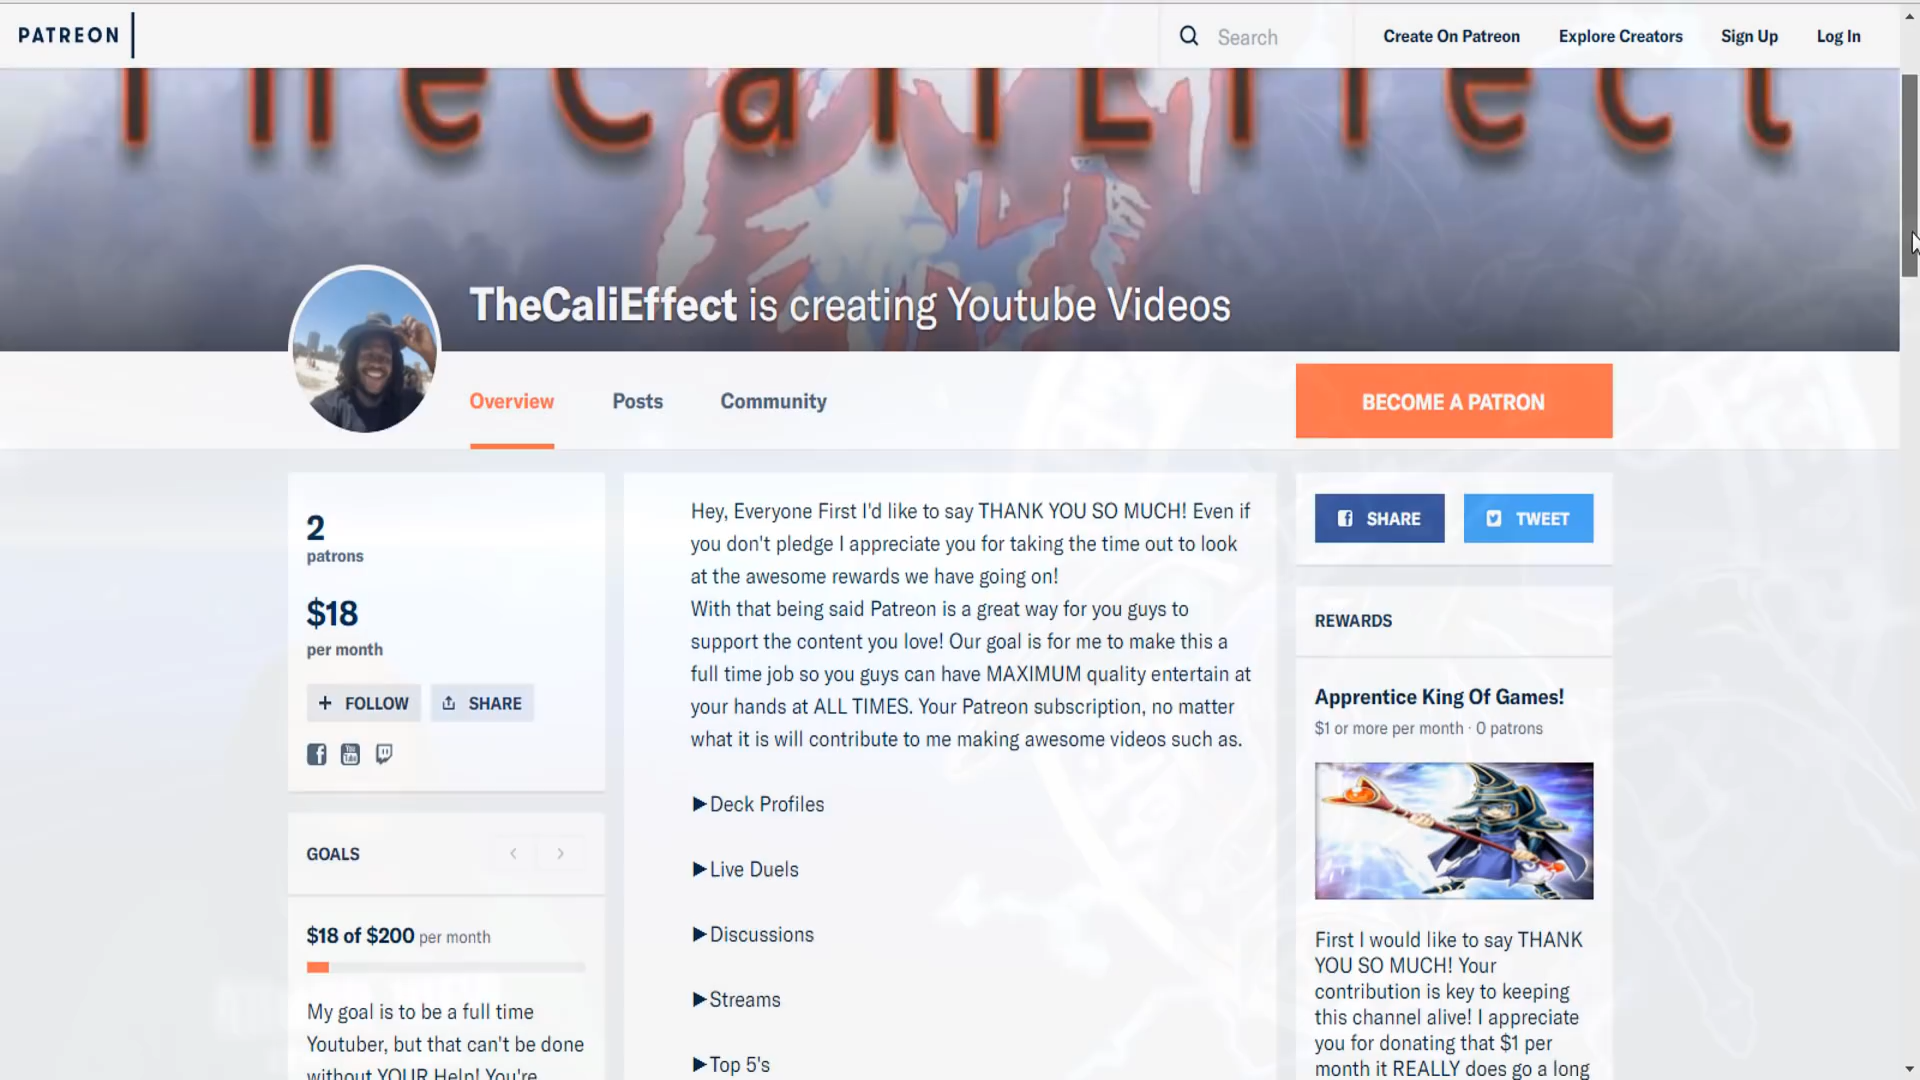 PATREON
Search
Create On Patreon
Explore Creators
Sign Up
Log In
TheCaliEffect
TheCaliEffect is creating Youtube Videos
Overview
Posts
Community
BECOME A PATRON
2
patrons
$18
per month
+ FOLLOW
SHARE
GOALS
$18 of $200 per month
My goal is to be a full time
Youtuber, but that can't be done
without YOUR Help! You're
Hey, Everyone First I'd like to say THANK YOU SO MUCH! Even if
you don't pledge I appreciate you for taking the time out to look
at the awesome rewards we have going on!
With that being said Patreon is a great way for you guys to
support the content you love! Our goal is for me to make this a
full time job so you guys can have MAXIMUM quality entertain at
your hands at ALL TIMES. Your Patreon subscription, no matter
what it is will contribute to me making awesome videos such as.
►Deck Profiles
►Live Duels
►Discussions
►Streams
►Top 5's
SHARE
TWEET
REWARDS
Apprentice King Of Games!
$1 or more per month · 0 patrons
First I would like to say THANK
YOU SO MUCH! Your
contribution is key to keeping
this channel alive! I appreciate
you for donating that $1 per
month it REALLY does go a long